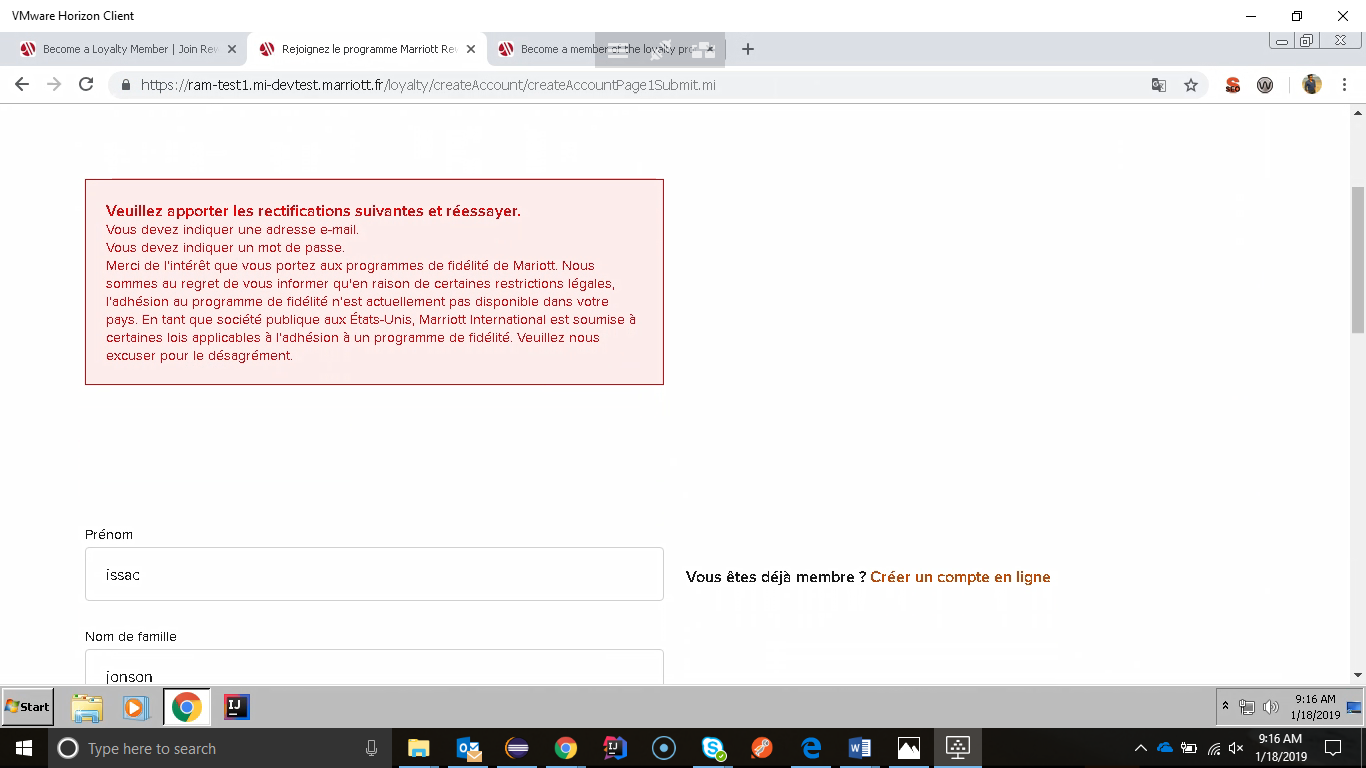 VMware Horizon Client
Become a Loyalty Member | Join Rew
Rejoignez le programme Marriott Re
Become a member of the loyalty pro
https://ram-test1.mi-devtest.marriott.fr/loyalty/createAccount/createAccountPage1Submit.mi
Veuillez apporter les rectifications suivantes et réessayer.
Vous devez indiquer une adresse e-mail.
Vous devez indiquer un mot de passe.
Merci de l'intérêt que vous portez aux programmes de fidélité de Mariott. Nous
sommes au regret de vous informer qu'en raison de certaines restrictions légales,
l'adhésion au programme de fidélité n'est actuellement pas disponible dans votre
pays. En tant que société publique aux États-Unis, Marriott International est soumise à
certaines lois applicables à l'adhésion à un programme de fidélité. Veuillez nous
excuser pour le désagrément.
Prénom
issac
Vous êtes déjà membre ? Créer un compte en ligne
Nom de famille
jonson
Start
9:16 AM
1/18/2019
Type here to search
9:16 AM
1/18/2019